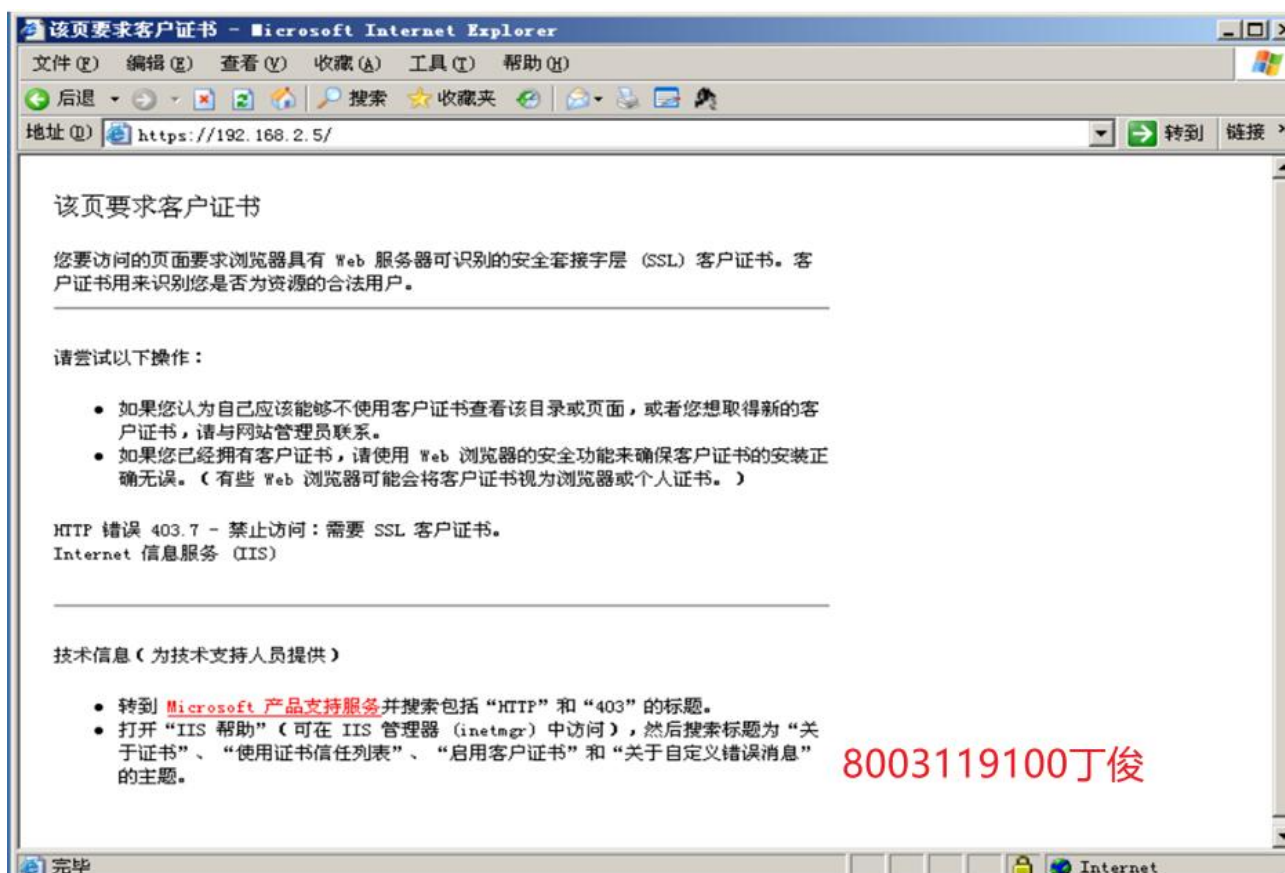 该页要求客户证书 - Microsoft Internet Explorer
文件(F) 编辑(E) 查看(V) 收藏(A) 工具(T) 帮助(H)
后退 搜索 收藏夹
地址(D) https://192.168.2.5/ 转到 链接 »
该页要求客户证书
您要访问的页面要求浏览器具有 Web 服务器可识别的安全套接字层 (SSL) 客户证书。客
户证书用来识别您是否为资源的合法用户。
请尝试以下操作：
● 如果您认为自己应该能够不使用客户证书查看该目录或页面，或者您想取得新的客
户证书，请与网站管理员联系。
● 如果您已经拥有客户证书，请使用 Web 浏览器的安全功能来确保客户证书的安装正
确无误。（有些 Web 浏览器可能会将客户证书视为浏览器或个人证书。）
HTTP 错误 403.7 - 禁止访问：需要 SSL 客户证书。
Internet 信息服务 (IIS)
技术信息（为技术支持人员提供）
● 转到 Microsoft 产品支持服务并搜索包括“HTTP”和“403”的标题。
● 打开“IIS 帮助”（可在 IIS 管理器 (inetmgr) 中访问），然后搜索标题为“关
于证书”、“使用证书信任列表”、“启用客户证书”和“关于自定义错误消息”
的主题。
8003119100丁俊
完毕 Internet